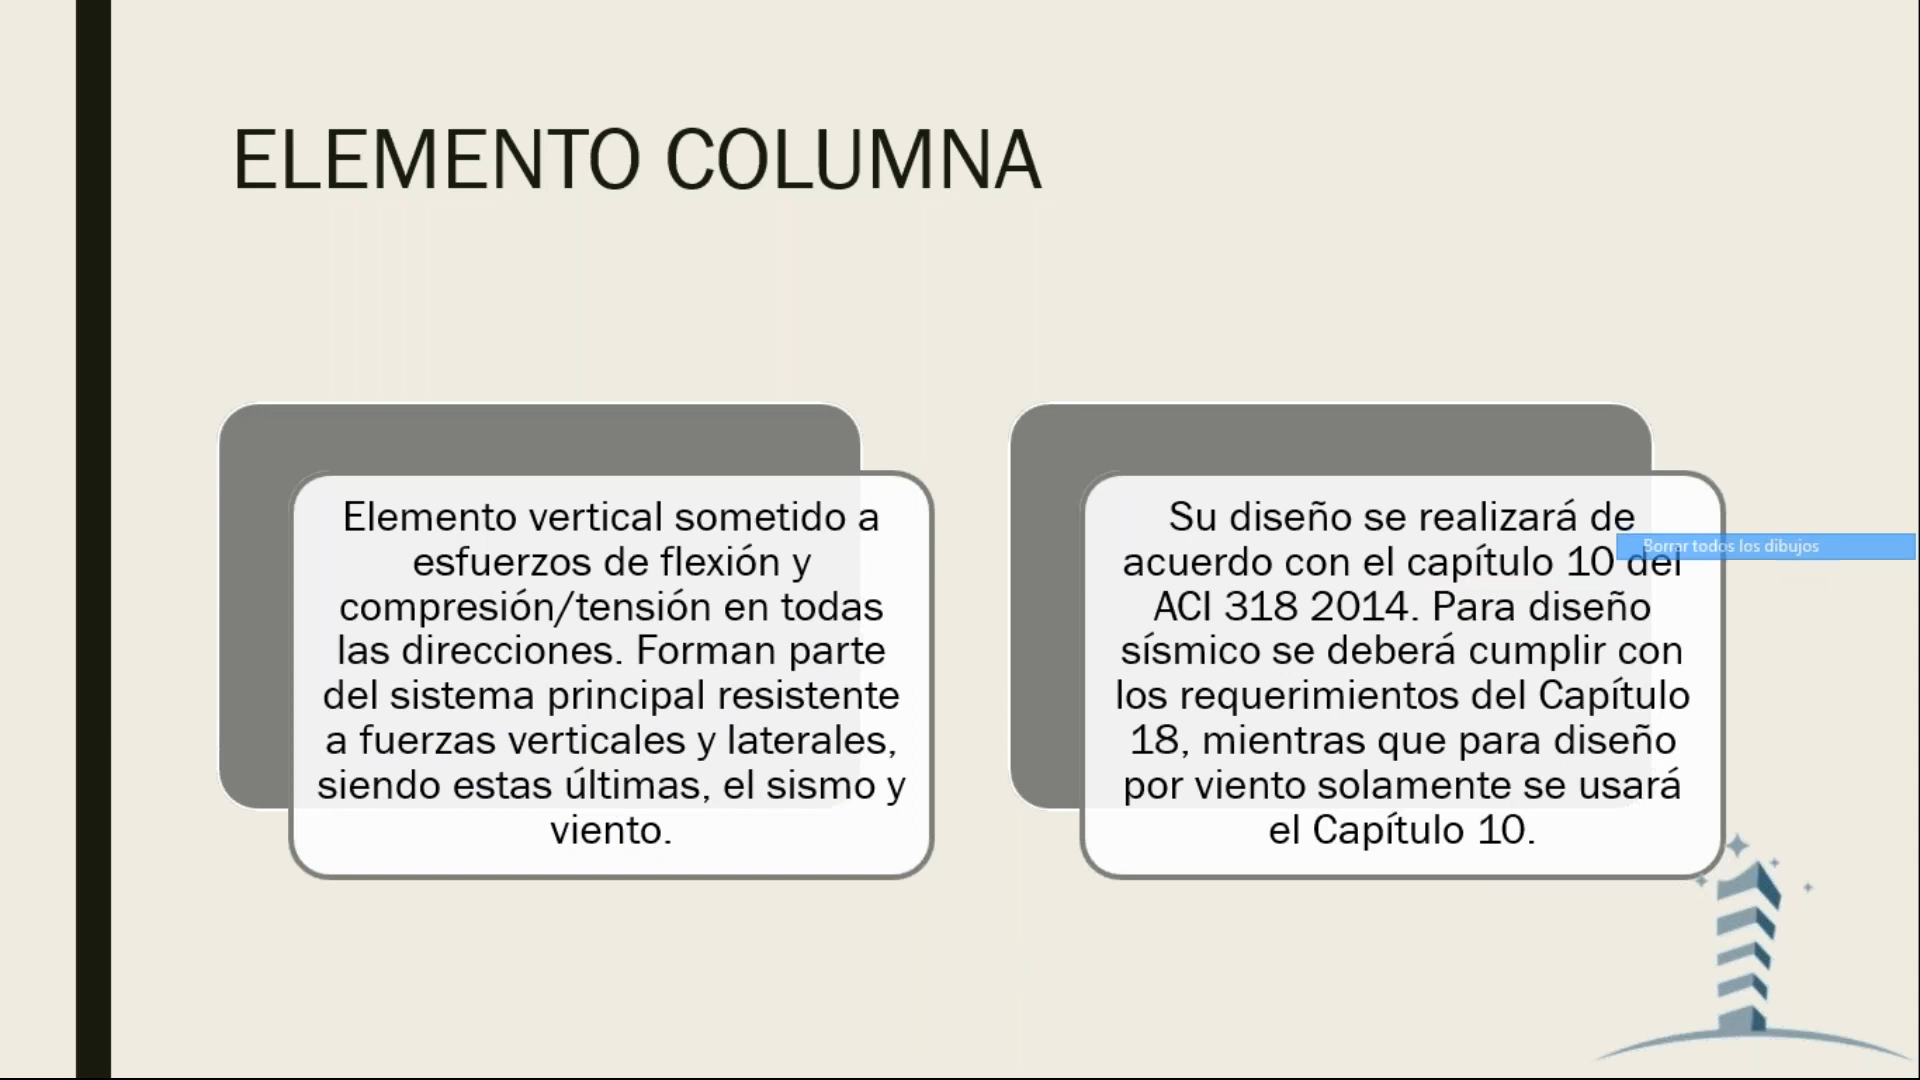 ELEMENTO COLUMNA
Elemento vertical sometido a
esfuerzos de flexión y
compresión/tensión en todas
las direcciones. Forman parte
del sistema principal resistente
a fuerzas verticales y laterales,
siendo estas últimas, el sismo y
viento.
Su diseño se realizará de
acuerdo con el capítulo 10 del
ACI 318 2014. Para diseño
sísmico se deberá cumplir con
los requerimientos del Capítulo
18, mientras que para diseño
por viento solamente se usará
el Capítulo 10.
Borrar todos los dibujos